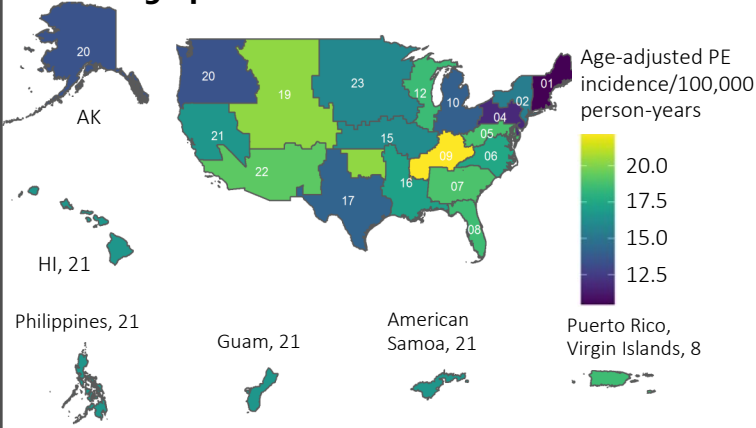 20
AK
20
19
23
12
10
01
02
04
05
06
21
22
15
09
16
07
17
08
Age-adjusted PE
incidence/100,000
person-years
20.0
17.5
15.0
12.5
HI, 21
Philippines, 21
Guam, 21
American
Samoa, 21
Puerto Rico,
Virgin Islands, 8